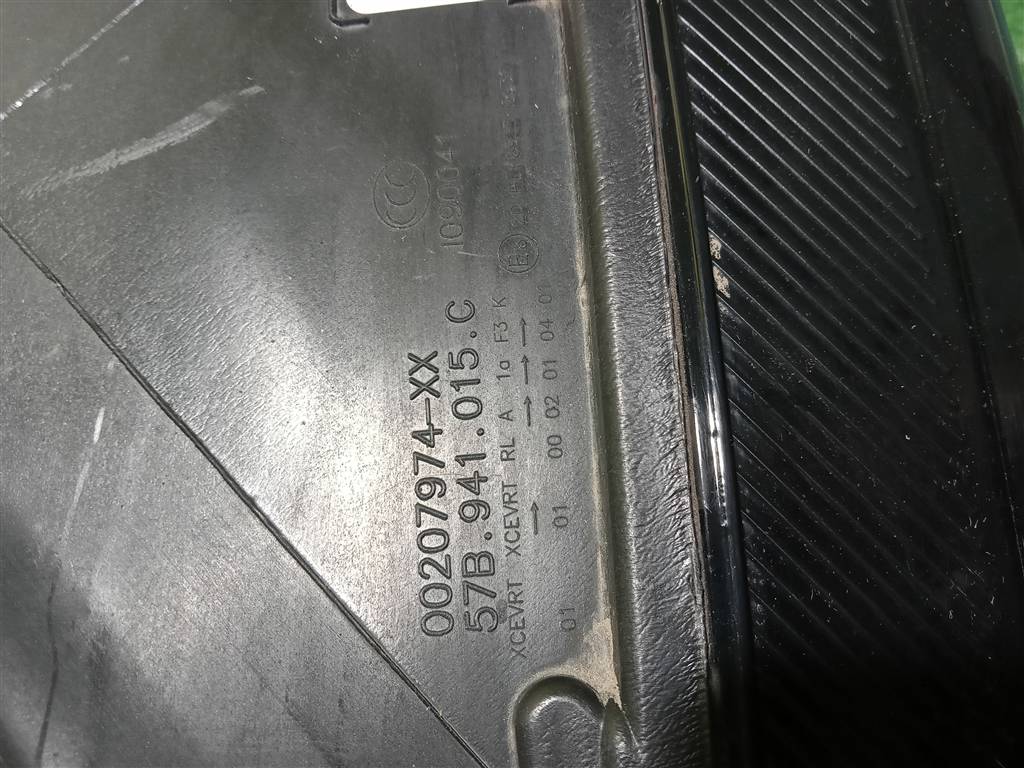 CCC
1090041
00207974-XX
57B.941.015.C
XCEVRT XCEVRT RL A 1a F3 K
01 01 00 02 01 04 01